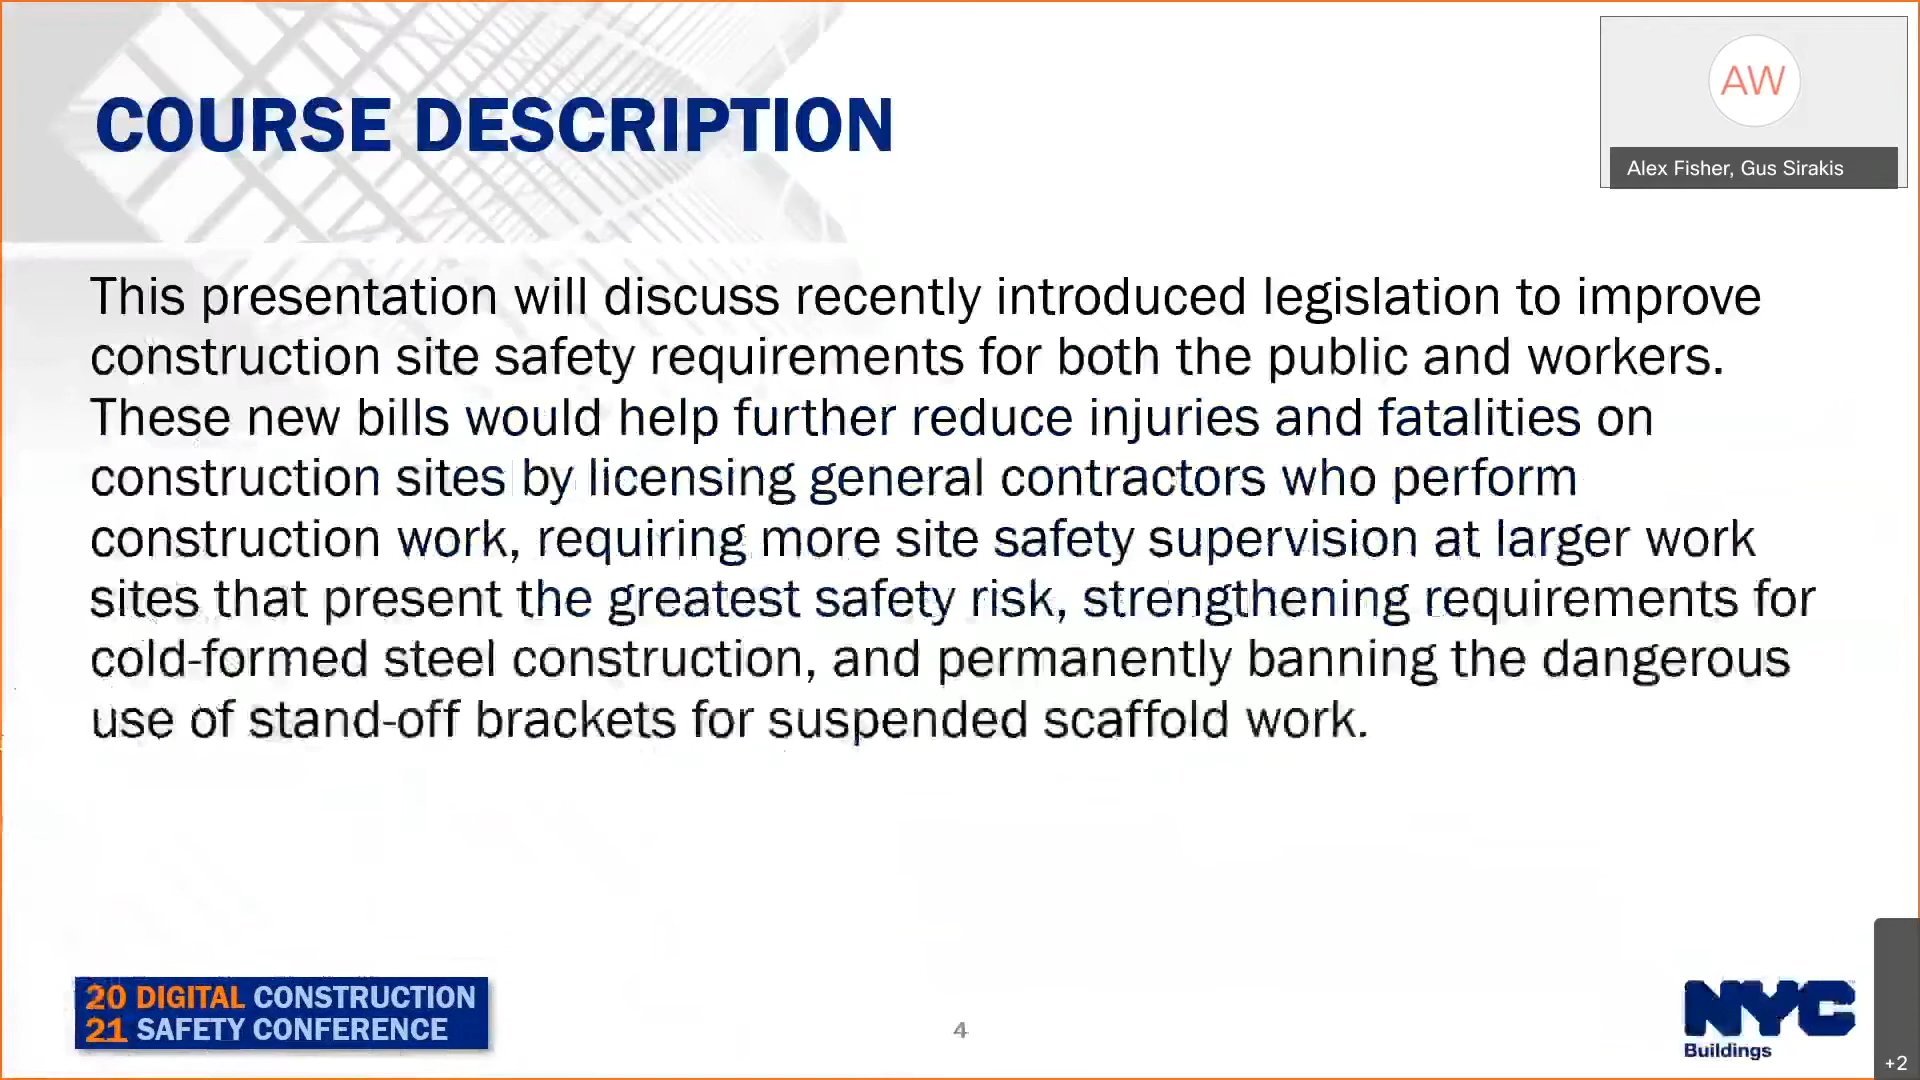 COURSE DESCRIPTION
AW
Alex Fisher, Gus Sirakis
This presentation will discuss recently introduced legislation to improve
construction site safety requirements for both the public and workers.
These new bills would help further reduce injuries and fatalities on
construction sites by licensing general contractors who perform
construction work, requiring more site safety supervision at larger work
sites that present the greatest safety risk, strengthening requirements for
cold-formed steel construction, and permanently banning the dangerous
use of stand-off brackets for suspended scaffold work.
20 DIGITAL CONSTRUCTION
21 SAFETY CONFERENCE
4
NYC
Buildings
+2